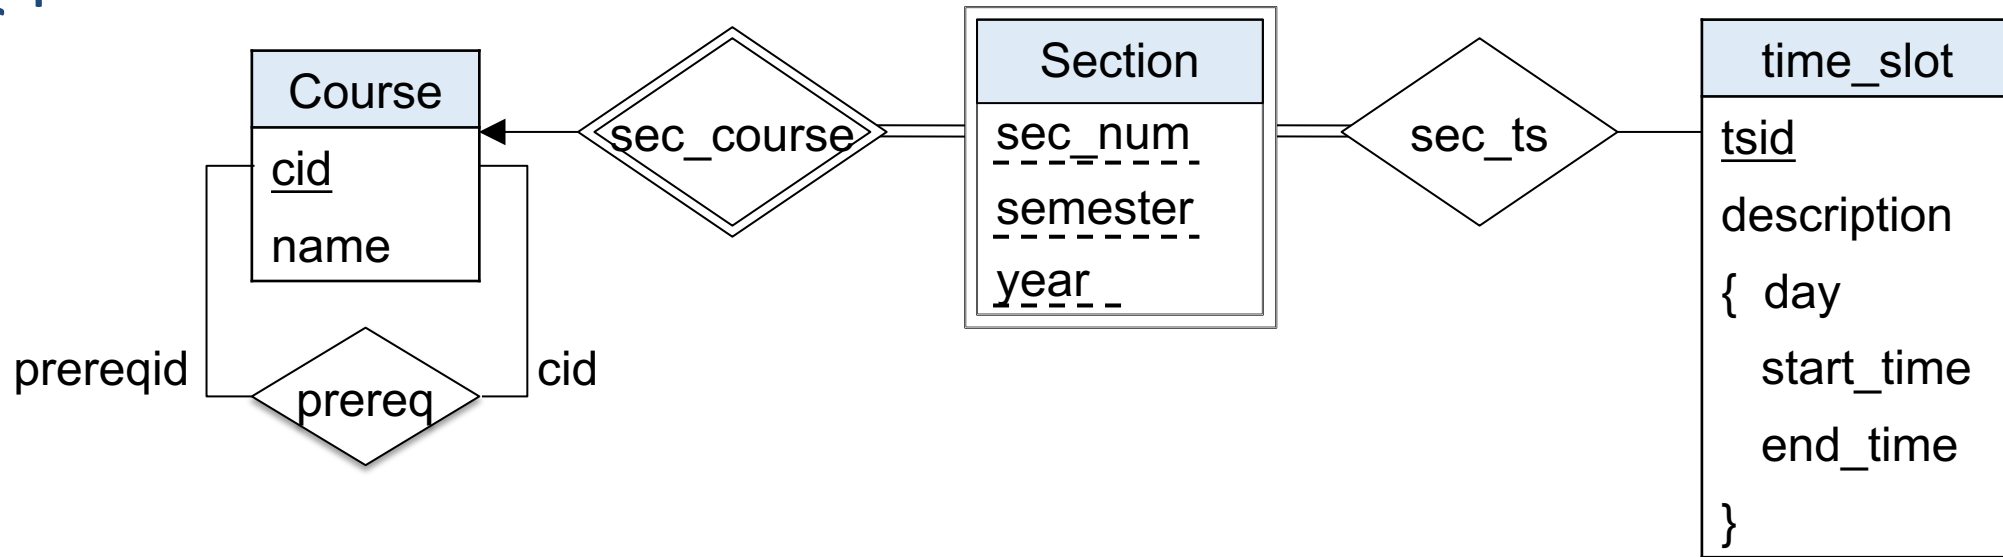 Course
cid
name
prereqid
prereq
cid
sec_course
Section
sec_num
semester
year
sec_ts
time_slot
tsid
description
{ day
start_time
end_time
}